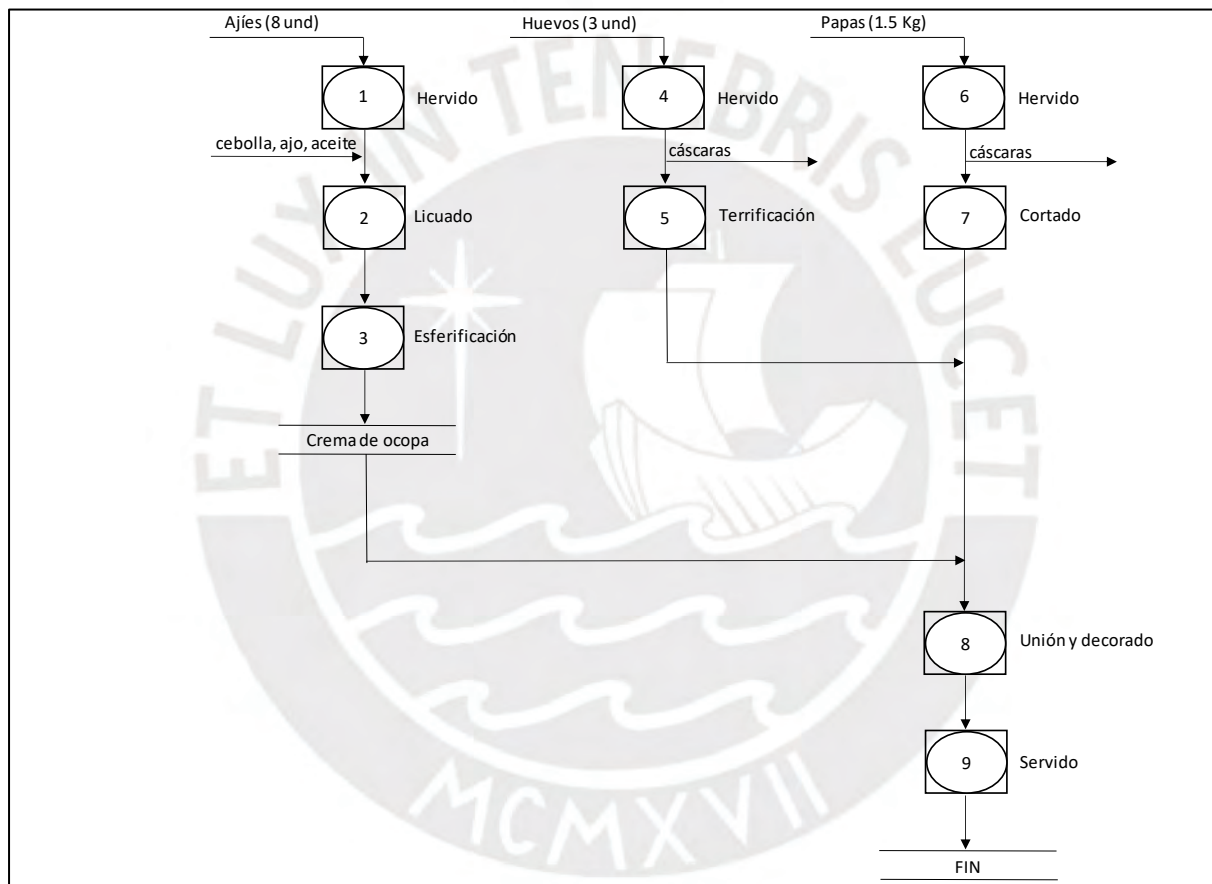 Ajíes (8 und)
Huevos (3 und)
Papas (1.5 Kg)
1
Hervido
4
Hervido
6
Hervido
cebolla, ajo, aceite
cáscaras
cáscaras
2
Licuado
5
Terrificación
7
Cortado
3
Esferificación
Crema de ocopa
8
Unión y decorado
9
Servido
FIN
ET LUX IN TENEBRIS LUCET
MCMXVII